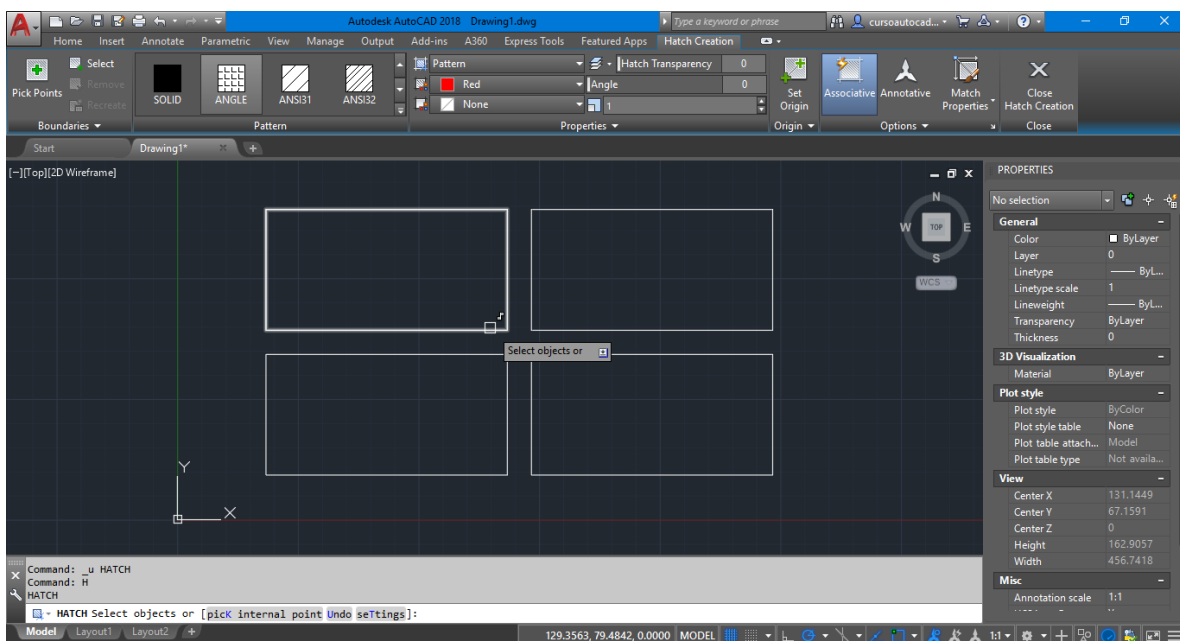 A Autodesk AutoCAD 2018 Drawing1.dwg Type a keyword or phrase cursoautocad...
Home Insert Annotate Parametric View Manage Output Add-ins A360 Express Tools Featured Apps Hatch Creation
Pick Points
Select
Remove
Recreate
SOLID ANGLE ANSI31 ANSI32
Pattern
Red
None
Hatch Transparency 0
Angle 0
1
Set Origin
Associative Annotative Match Properties
Close Hatch Creation
Boundaries Pattern Properties Origin Options Close
Start Drawing1* +
[−][Top][2D Wireframe]
N
W TOP E
S
WCS
Select objects or
Y
X
PROPERTIES
No selection
General
Color ByLayer
Layer 0
Linetype ByL...
Linetype scale 1
Lineweight ByL...
Transparency ByLayer
Thickness 0
3D Visualization
Material ByLayer
Plot style
Plot style ByColor
Plot style table None
Plot table attach... Model
Plot table type Not availa...
View
Center X 131.1449
Center Y 67.1591
Center Z 0
Height 162.9057
Width 456.7418
Misc
Annotation scale 1:1
Command: _u HATCH
Command: H
HATCH
HATCH Select objects or [picK internal point Undo seTtings]:
Model Layout1 Layout2 + 129.3563, 79.4842, 0.0000 MODEL 1:1